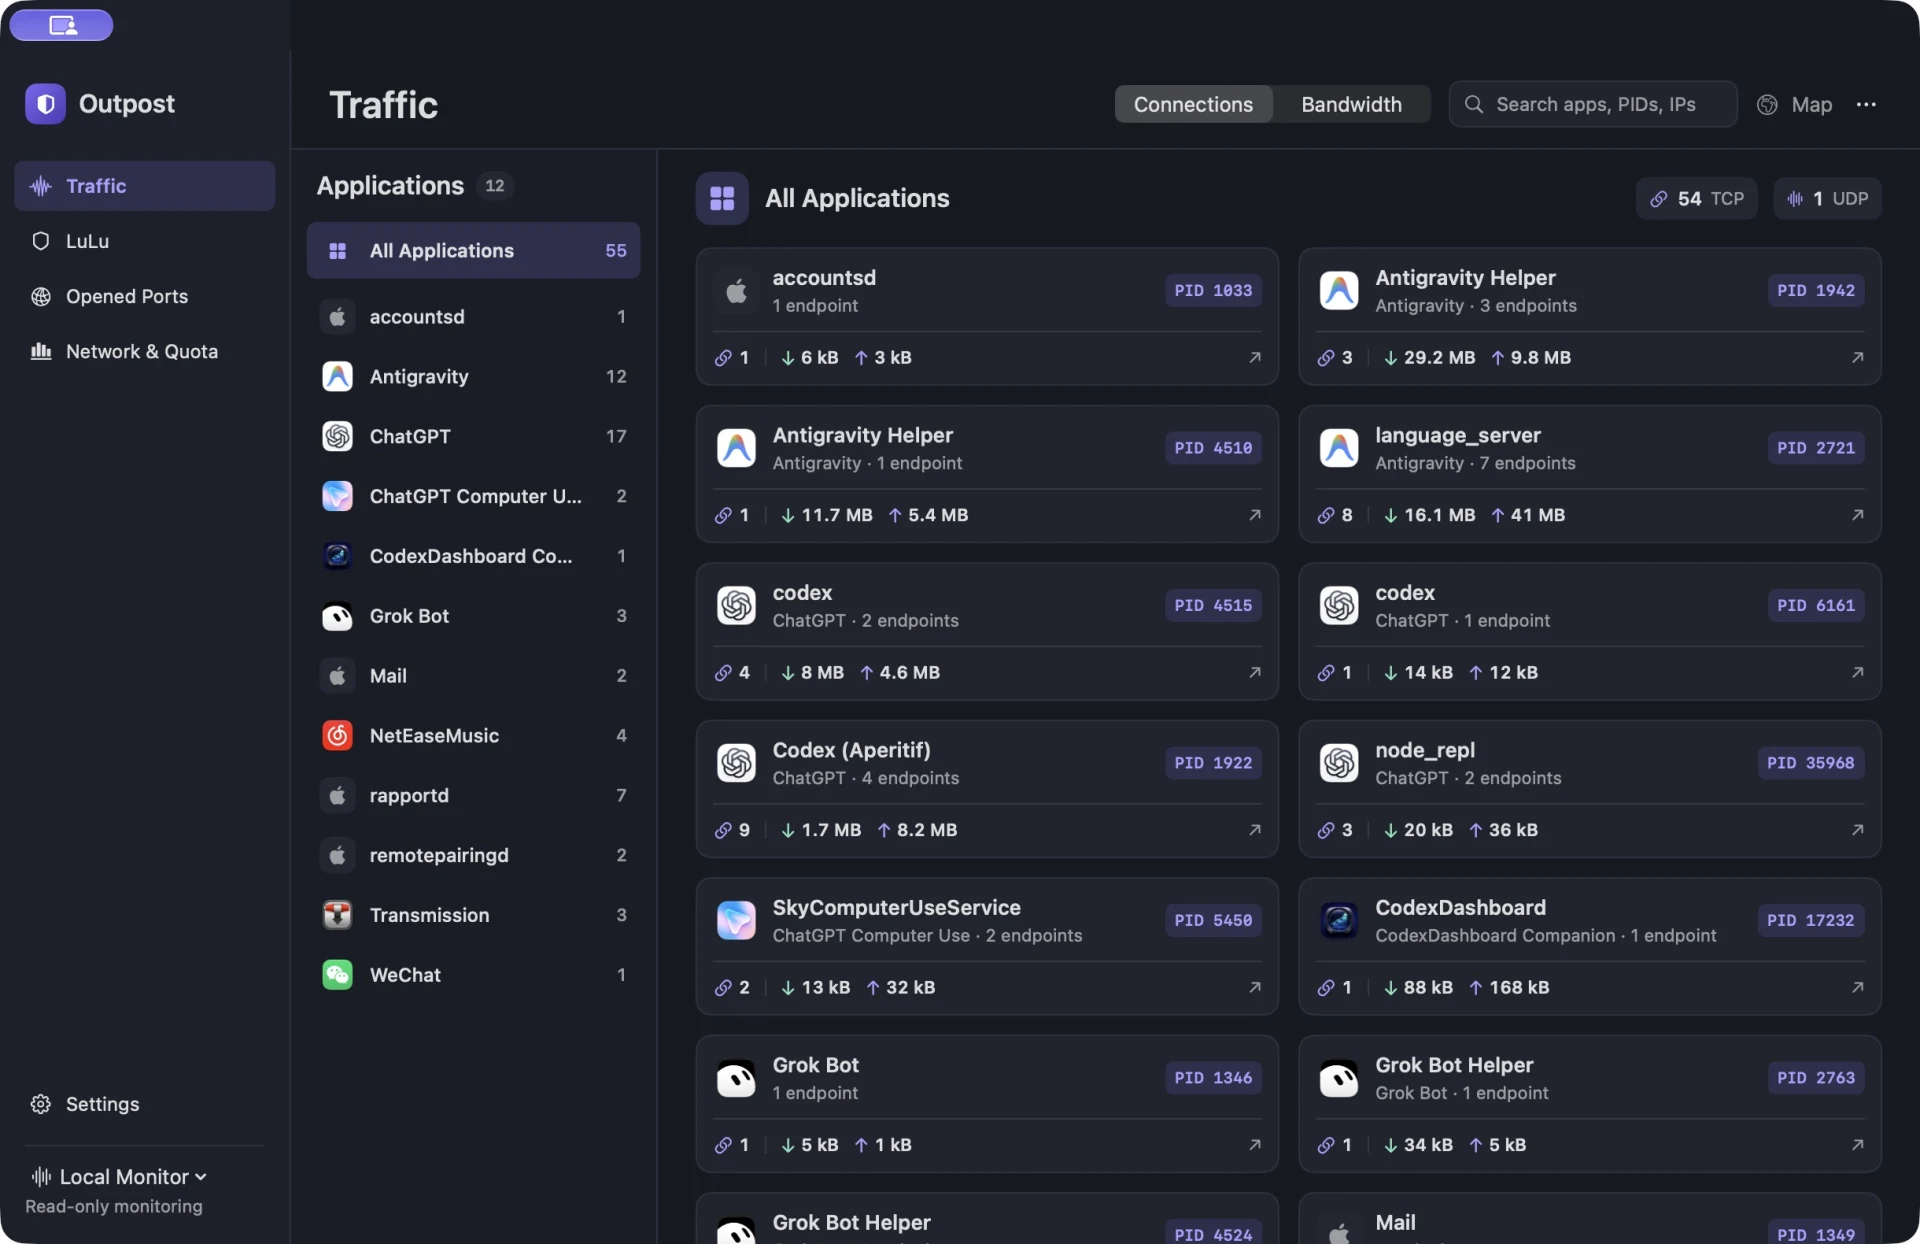 Outpost
Traffic
LuLu
Opened Ports
Network & Quota
Settings
Local Monitor
Read-only monitoring
Traffic
Connections
Bandwidth
Search apps, PIDs, IPs
Map
Applications 12
All Applications 55
accountsd 1
Antigravity 12
ChatGPT 17
ChatGPT Computer U... 2
CodexDashboard Co... 1
Grok Bot 3
Mail 2
NetEaseMusic 4
rapportd 7
remotepairingd 2
Transmission 3
WeChat 1
All Applications
54 TCP
1 UDP
accountsd
1 endpoint
PID 1033
1 ↓ 6 kB ↑ 3 kB
Antigravity Helper
Antigravity · 3 endpoints
PID 1942
3 ↓ 29.2 MB ↑ 9.8 MB
Antigravity Helper
Antigravity · 1 endpoint
PID 4510
1 ↓ 11.7 MB ↑ 5.4 MB
language_server
Antigravity · 7 endpoints
PID 2721
8 ↓ 16.1 MB ↑ 41 MB
codex
ChatGPT · 2 endpoints
PID 4515
4 ↓ 8 MB ↑ 4.6 MB
codex
ChatGPT · 1 endpoint
PID 6161
1 ↓ 14 kB ↑ 12 kB
Codex (Aperitif)
ChatGPT · 4 endpoints
PID 1922
9 ↓ 1.7 MB ↑ 8.2 MB
node_repl
ChatGPT · 2 endpoints
PID 35968
3 ↓ 20 kB ↑ 36 kB
SkyComputerUseService
ChatGPT Computer Use · 2 endpoints
PID 5450
2 ↓ 13 kB ↑ 32 kB
CodexDashboard
CodexDashboard Companion · 1 endpoint
PID 17232
1 ↓ 88 kB ↑ 168 kB
Grok Bot
1 endpoint
PID 1346
1 ↓ 5 kB ↑ 1 kB
Grok Bot Helper
Grok Bot · 1 endpoint
PID 2763
1 ↓ 34 kB ↑ 5 kB
Grok Bot Helper
PID 4524
Mail
PID 1349